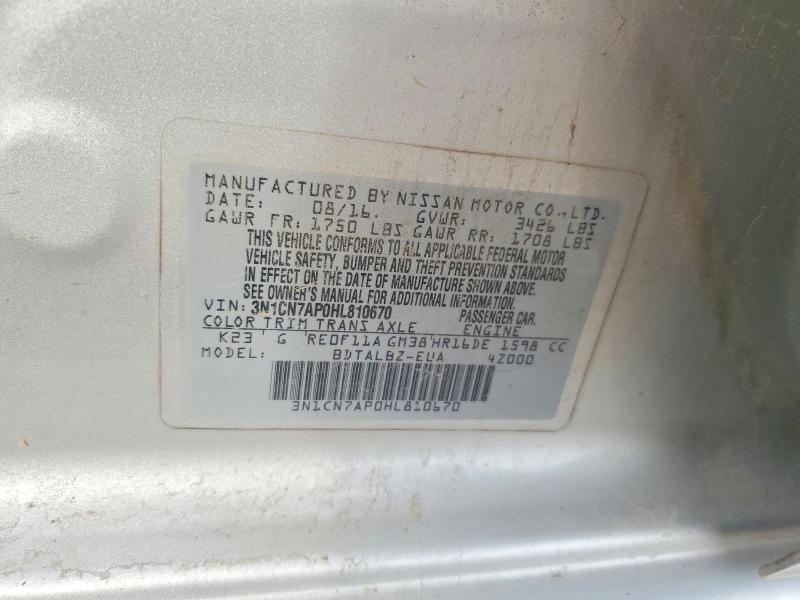 MANUFACTURED BY NISSAN MOTOR CO.,LTD.
DATE: 08/16. GVWR: 3426 LBS
GAWR FR: 1750 LBS GAWR RR: 1708 LBS
THIS VEHICLE CONFORMS TO ALL APPLICABLE FEDERAL MOTOR
VEHICLE SAFETY, BUMPER AND THEFT PREVENTION STANDARDS
IN EFFECT ON THE DATE OF MANUFACTURE SHOWN ABOVE.
SEE OWNER'S MANUAL FOR ADDITIONAL INFORMATION.
VIN: 3N1CN7AP0HL810670 PASSENGER CAR.
COLOR TRIM TRANS AXLE ENGINE
K23 G RE0F11A GM38 HR16DE 1598 CC
MODEL: BDTALBZ-EUA 4Z000
3N1CN7AP0HL810670